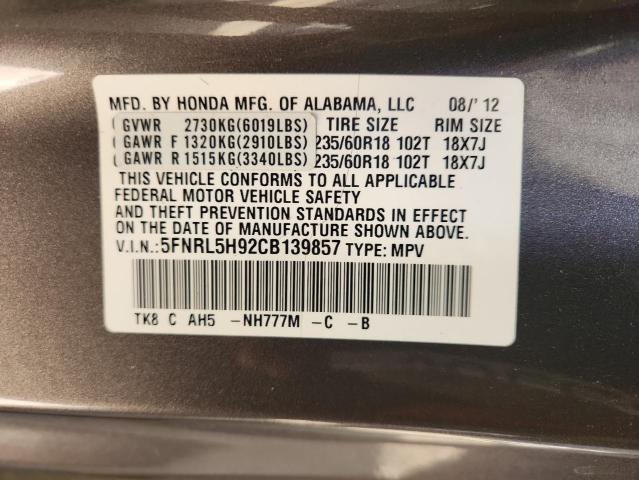 MFD. BY HONDA MFG. OF ALABAMA, LLC 08/'12
GVWR 2730KG(6019LBS) TIRE SIZE RIM SIZE
GAWR F 1320KG(2910LBS) 235/60R18 102T 18X7J
GAWR R 1515KG(3340LBS) 235/60R18 102T 18X7J
THIS VEHICLE CONFORMS TO ALL APPLICABLE
FEDERAL MOTOR VEHICLE SAFETY
AND THEFT PREVENTION STANDARDS IN EFFECT
ON THE DATE OF MANUFACTURE SHOWN ABOVE.
V.I.N.: 5FNRL5H92CB139857 TYPE: MPV
TK8 C AH5 -NH777M -C -B